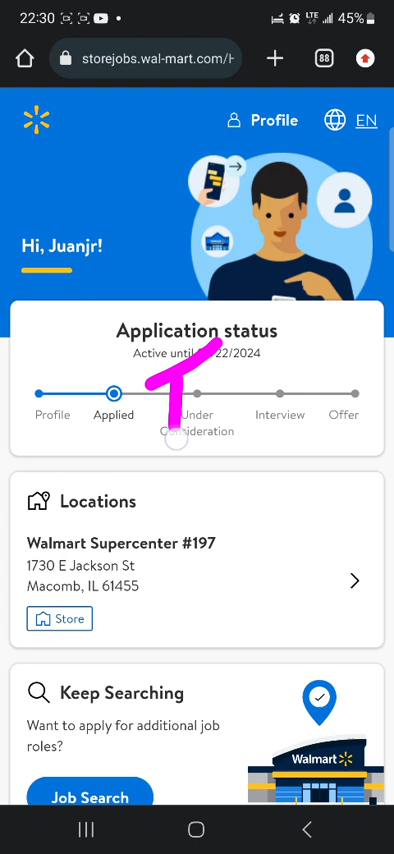 22:30
LTE 45%
storejobs.wal-mart.com/H
88
Profile EN
Hi, Juanjr!
Application status
Active until /22/2024
Profile Applied Under Consideration Interview Offer
Locations
Walmart Supercenter #197
1730 E Jackson St
Macomb, IL 61455
Store
Keep Searching
Want to apply for additional job
roles?
Walmart
Job Search